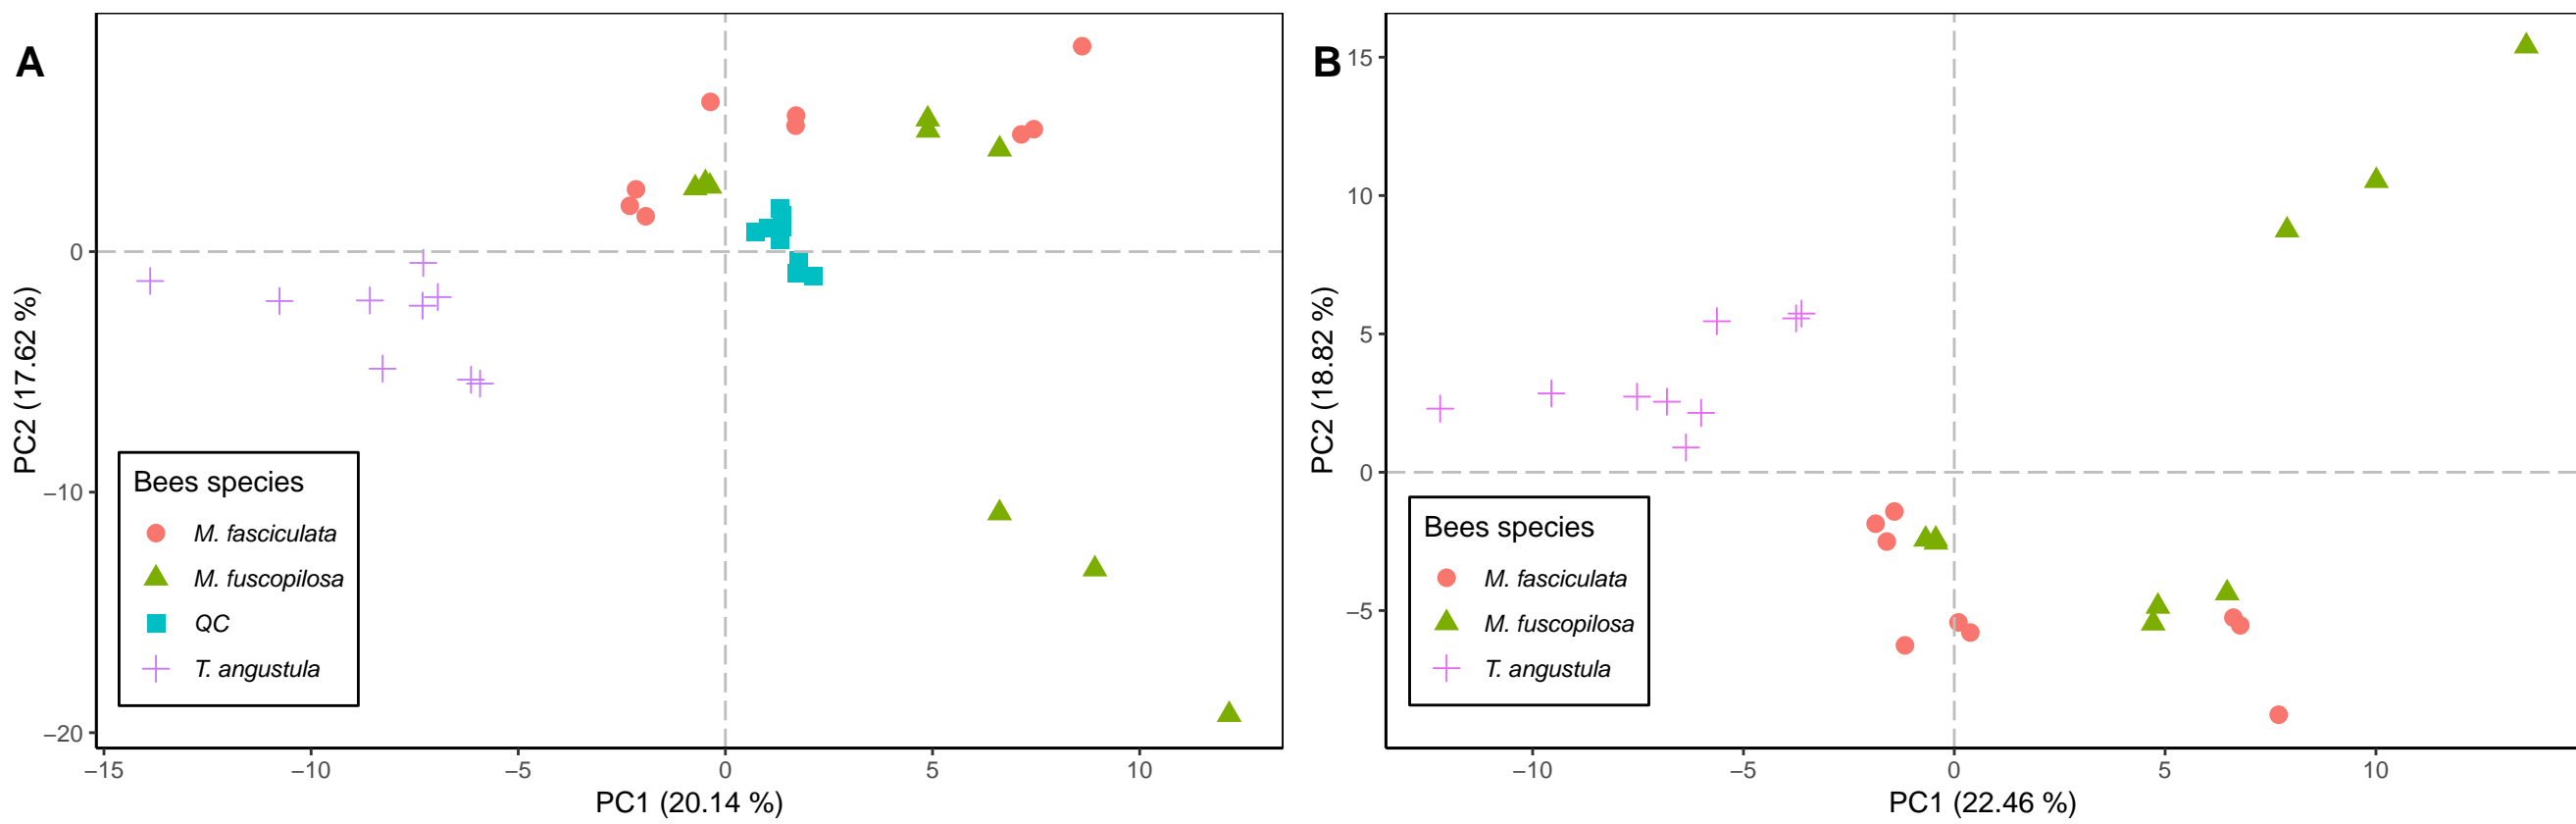 A
PC2 (17.62 %)
0
−10
−20
Bees species
M. fasciculata
M. fuscopilosa
QC
T. angustula
−15 −10 −5 0 5 10
PC1 (20.14 %)
B
PC2 (18.82 %)
15
10
5
0
−5
Bees species
M. fasciculata
M. fuscopilosa
T. angustula
−10 −5 0 5 10
PC1 (22.46 %)